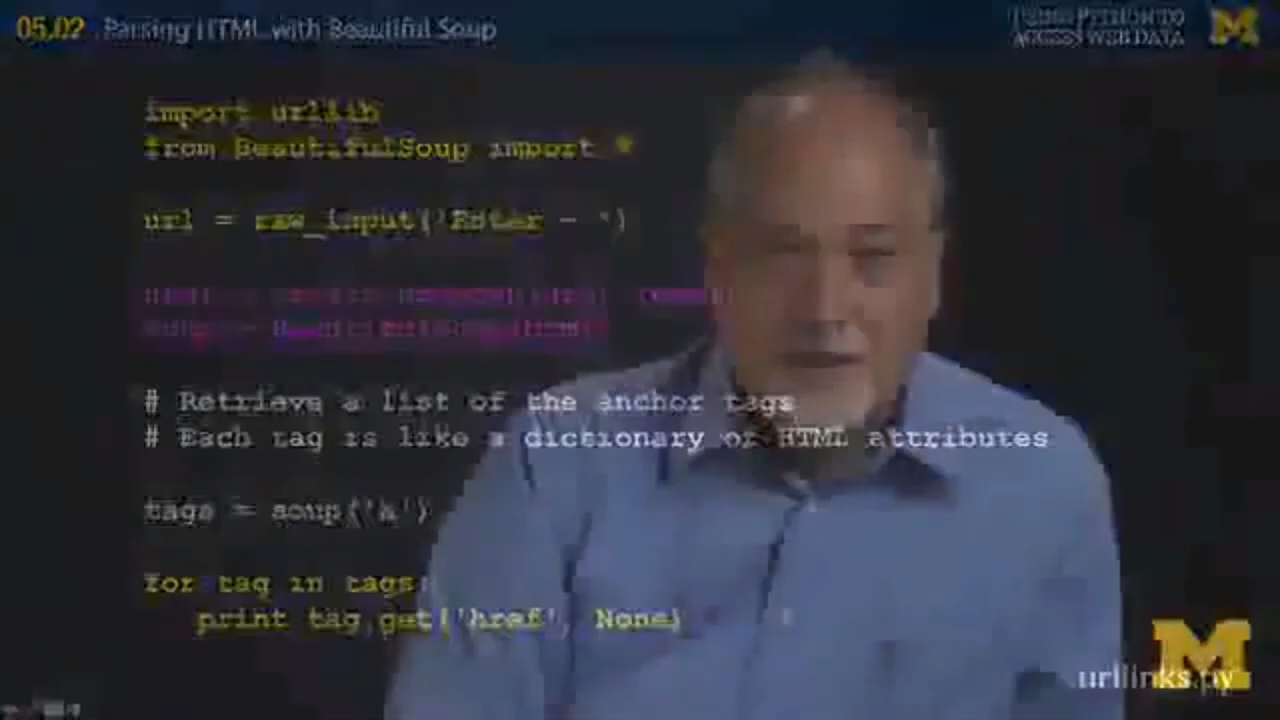 05.02 Parsing HTML with Beautiful Soup
USING PYTHON TO
ACCESS WEB DATA
M
import urllib
from BeautifulSoup import *
url = raw_input('Enter - ')
# Retrieve a list of the anchor tags
# Each tag is like a dictionary of HTML attributes
tags = soup('a')
for tag in tags:
print tag.get('href', None)
M
urllinks.py